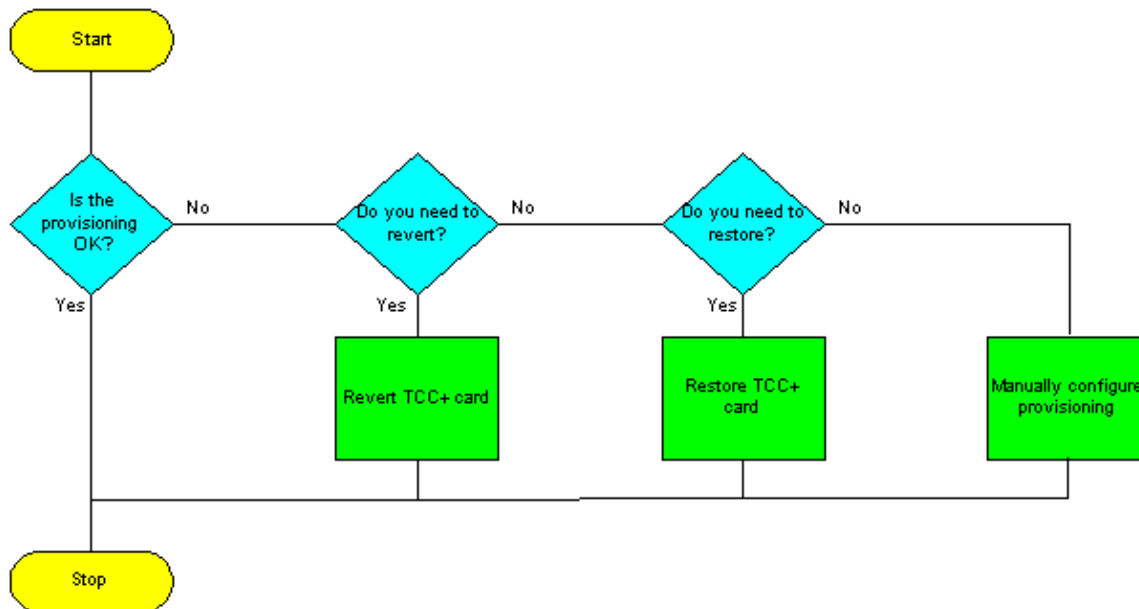 Start
Is the
provisioning
OK?
No
Do you need to
revert?
No
Do you need to
restore?
No
Yes
Yes
Yes
Revert TCC+ card
Restore TCC+
card
Manually configure
provisioning
Stop